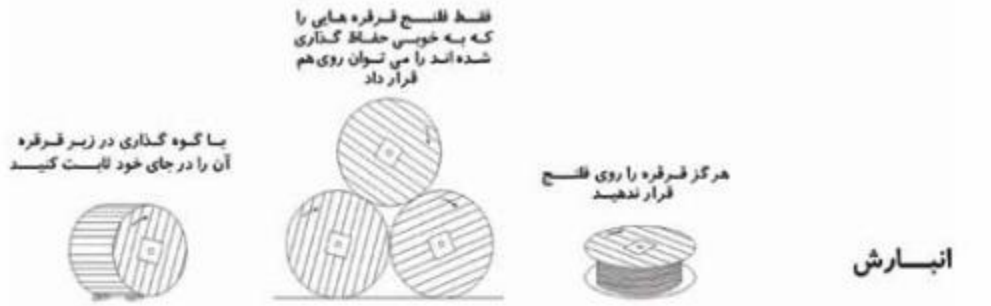 انبارش
هرگز قرقره را روی فلنج
قرار ندهید
فقط فلنج قرقره هایی را
که به خوبی حفاظ گذاری
شده اند را می توان روی هم
قرار داد
با گوه گذاری در زیر قرقره
آن را در جای خود ثابت کنید